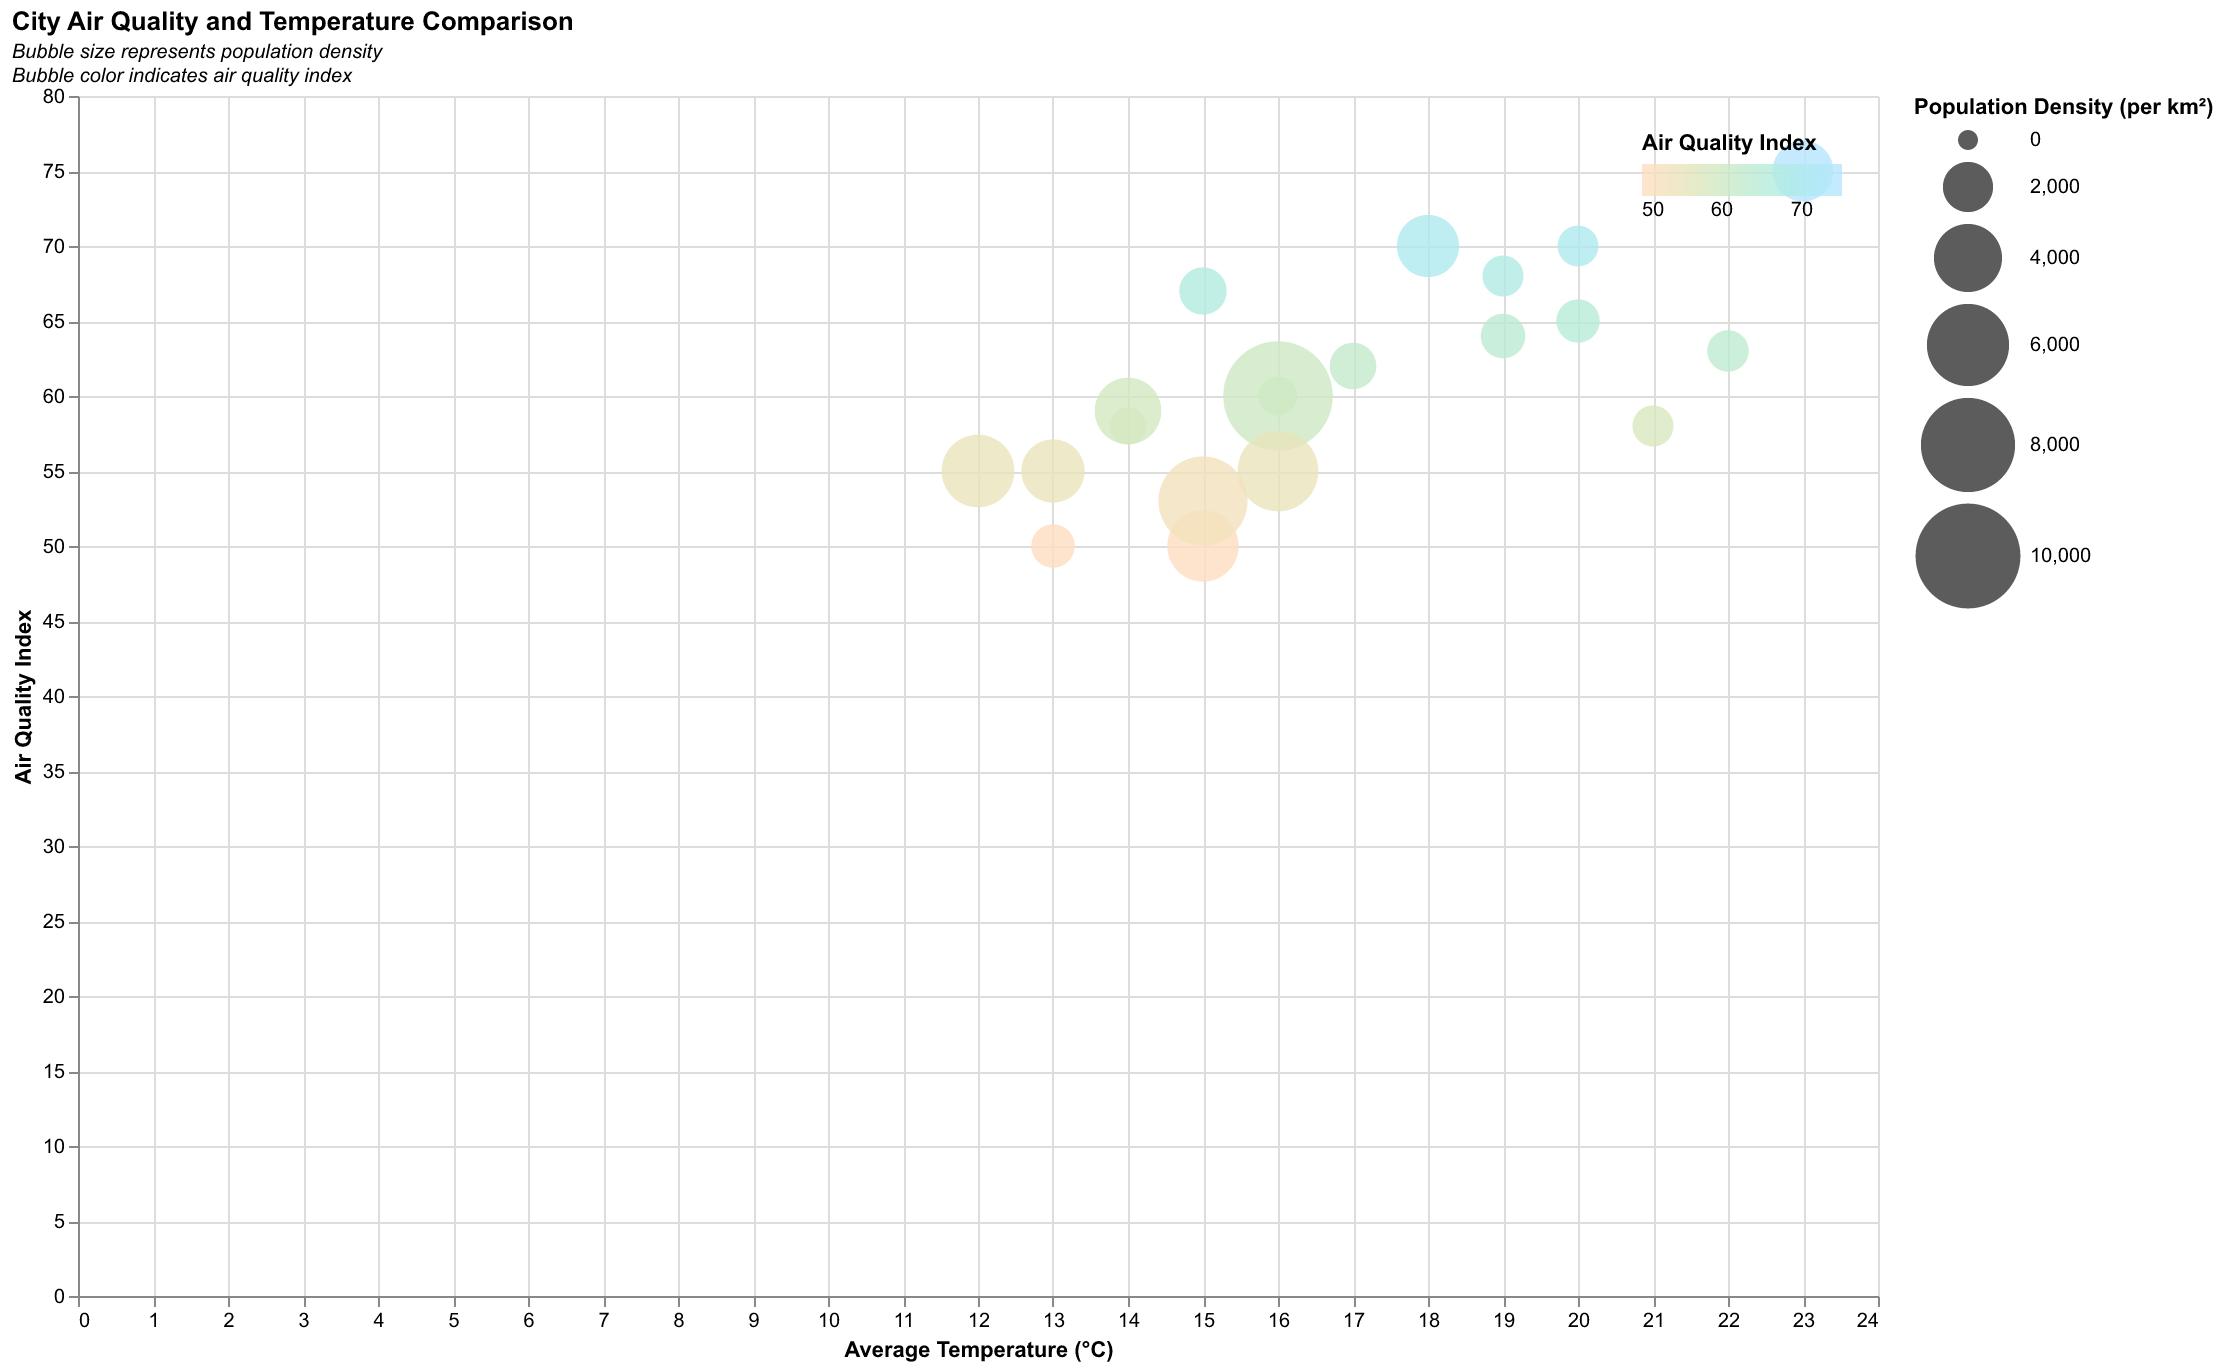 City Air Quality and Temperature Comparison
Bubble size represents population density
Bubble color indicates air quality index
80
75
70
65
60
55
50
45
40
35
30
25
20
15
10
5
0
Air Quality Index
0 1 2 3 4 5 6 7 8 9 10 11 12 13 14 15 16 17 18 19 20 21 22 23 24
Average Temperature (°C)
Air Quality Index
50 60 70
Population Density (per km²)
0
2,000
4,000
6,000
8,000
10,000